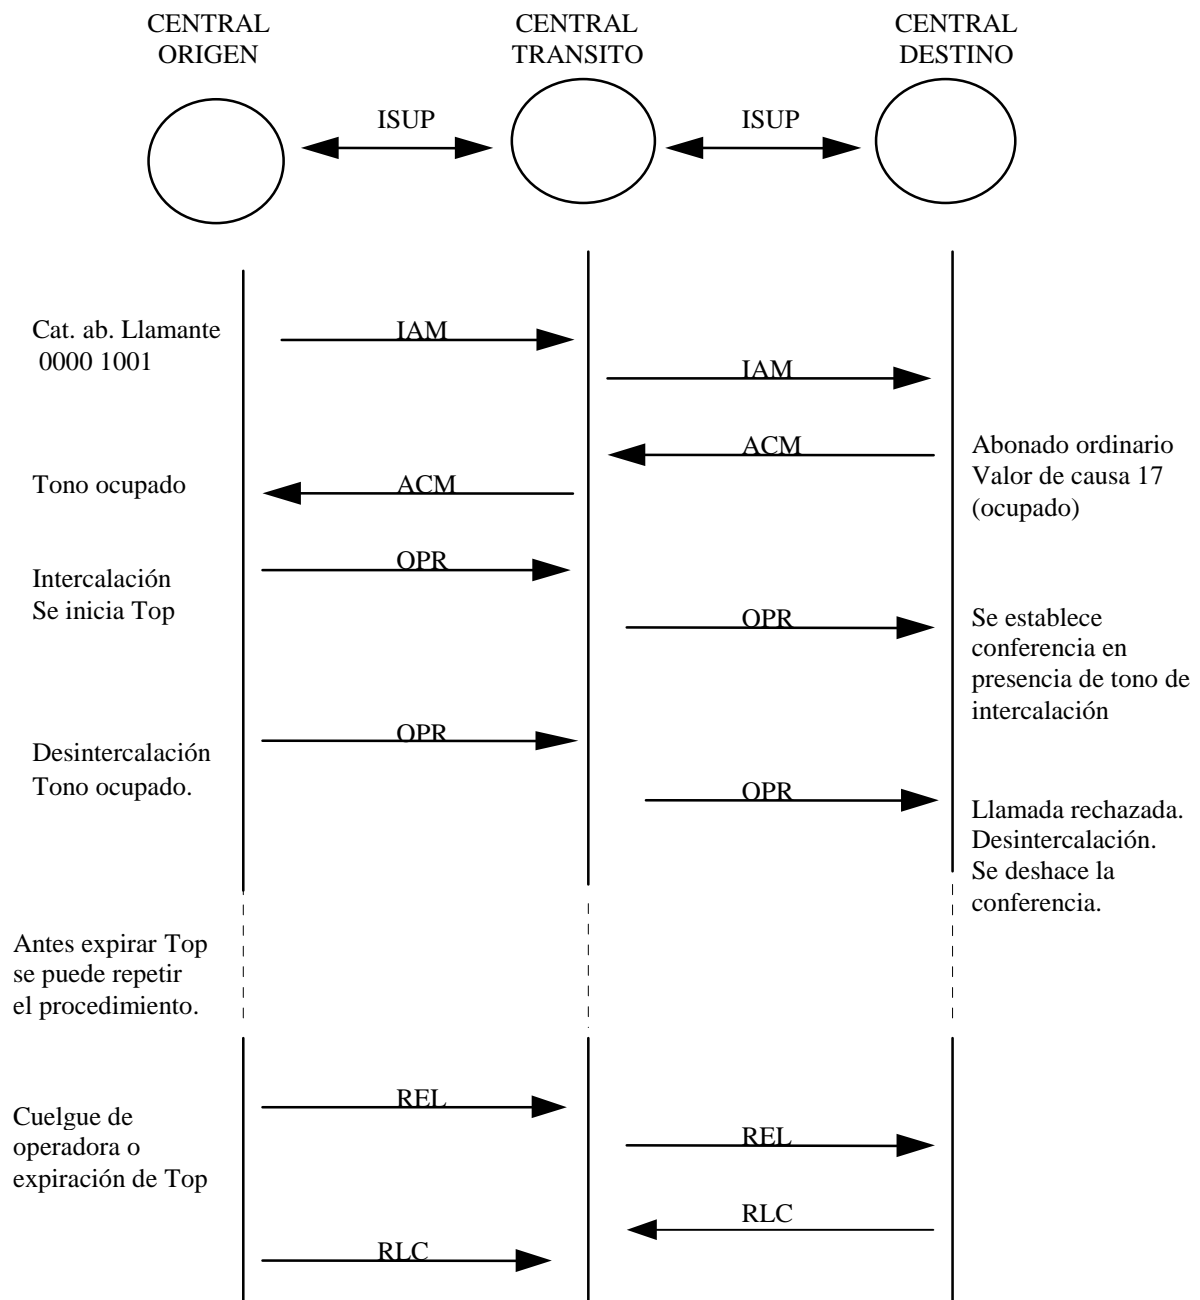 CENTRAL
ORIGEN
CENTRAL
TRANSITO
CENTRAL
DESTINO
ISUP
ISUP
Cat. ab. Llamante
0000 1001
IAM
IAM
ACM
Abonado ordinario
Valor de causa 17
(ocupado)
Tono ocupado
ACM
OPR
Intercalación
Se inicia Top
OPR
Se establece
conferencia en
presencia de tono de
intercalación
OPR
Desintercalación
Tono ocupado.
OPR
Llamada rechazada.
Desintercalación.
Se deshace la
conferencia.
Antes expirar Top
se puede repetir
el procedimiento.
REL
Cuelgue de
operadora o
expiración de Top
REL
RLC
RLC